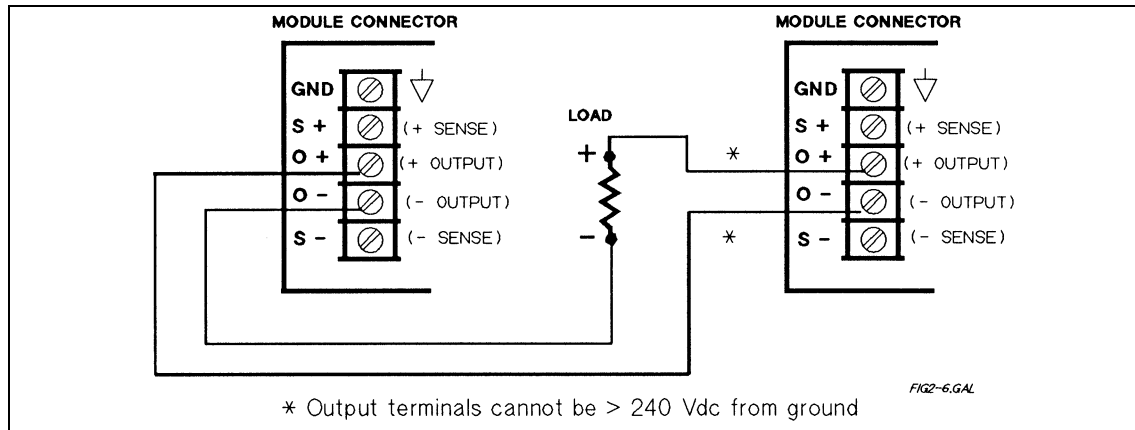 MODULE CONNECTOR
GND
S +
(+ SENSE)
O +
(+ OUTPUT)
O -
(- OUTPUT)
S -
(- SENSE)
LOAD
+
-
*
*
MODULE CONNECTOR
GND
S +
(+ SENSE)
O +
(+ OUTPUT)
O -
(- OUTPUT)
S -
(- SENSE)
FIG2-6.GAL
* Output terminals cannot be > 240 Vdc from ground